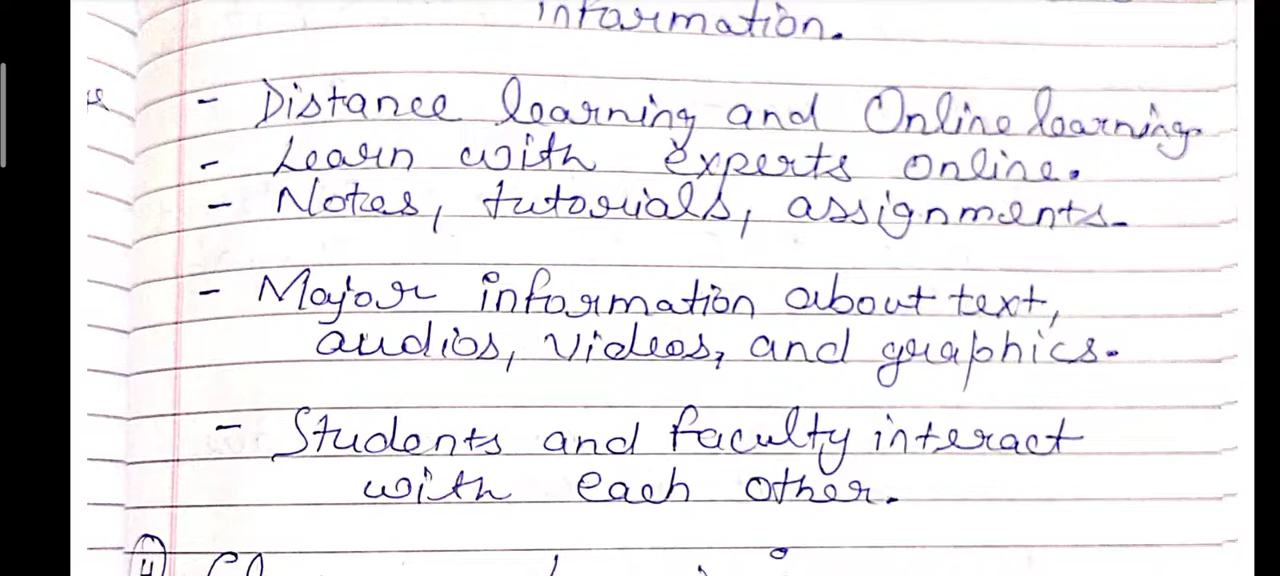 information.
- Distance learning and Online learning.
- Learn with experts online.
- Notes, tutorials, assignments.
- Major information about text,
audios, videos, and graphics.
- Students and faculty interact
with each other.
4